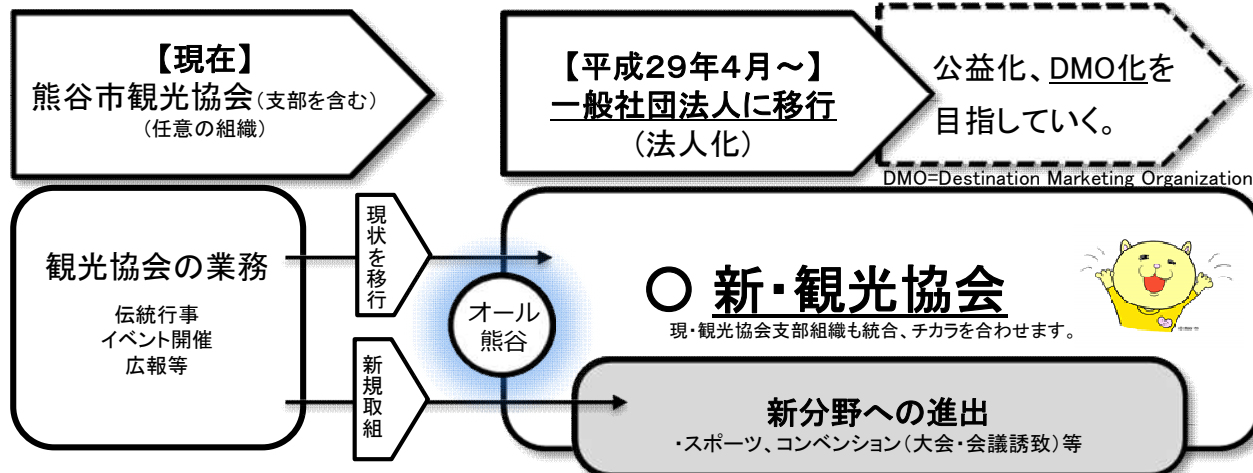 【現在】
熊谷市観光協会(支部を含む)
(任意の組織)
【平成29年4月～】
一般社団法人に移行
(法人化)
公益化、DMO化を
目指していく。
DMO=Destination Marketing Organization
観光協会の業務
伝統行事
イベント開催
広報等
現状を移行
新規取組
オール
熊谷
○ 新・観光協会
現・観光協会支部組織も統合、チカラを合わせます。
新分野への進出
・スポーツ、コンベンション(大会・会議誘致)等